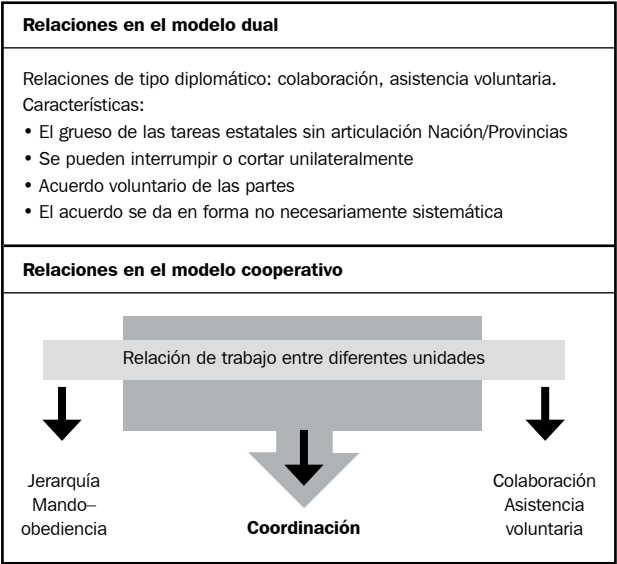 Relaciones en el modelo dual
Relaciones de tipo diplomático: colaboración, asistencia voluntaria.
Características:
• El grueso de las tareas estatales sin articulación Nación/Provincias
• Se pueden interrumpir o cortar unilateralmente
• Acuerdo voluntario de las partes
• El acuerdo se da en forma no necesariamente sistemática
Relaciones en el modelo cooperativo
Relación de trabajo entre diferentes unidades
Jerarquía
Mando–
obediencia
Coordinación
Colaboración
Asistencia
voluntaria